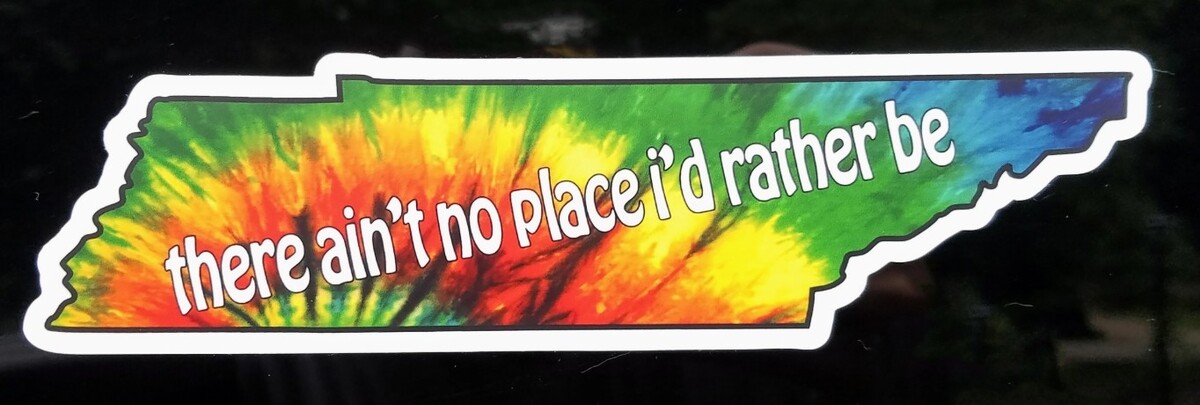 there ain't no place i'd rather be